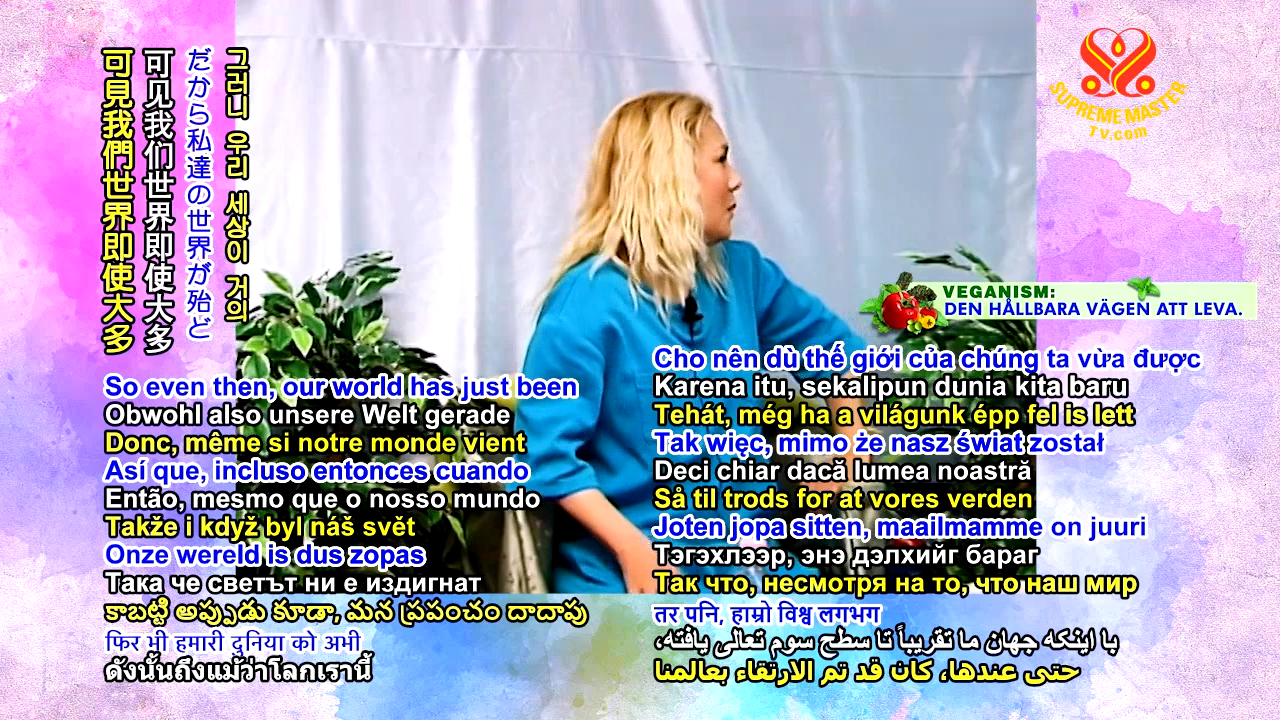 可見我們世界即使大多
可见我们世界即使大多
だから私達の世界が殆ど
그러니 우리 세상이 거의
SUPREME MASTER
TV.com
VEGANISM:
DEN HÅLLBARA VÄGEN ATT LEVA.
So even then, our world has just been
Obwohl also unsere Welt gerade
Donc, même si notre monde vient
Así que, incluso entonces cuando
Então, mesmo que o nosso mundo
Takže i když byl náš svět
Onze wereld is dus zopas
Така че светът ни е издигнат
కాబట్టి అప్పుడు కూడా, మన ప్రపంచం దాదాపు
फिर भी हमारी दुनिया को अभी
ดังนั้นถึงแม้ว่าโลกเรานี้
Cho nên dù thế giới của chúng ta vừa được
Karena itu, sekalipun dunia kita baru
Tehát, még ha a világunk épp fel is lett
Tak więc, mimo że nasz świat został
Deci chiar dacă lumea noastră
Så til trods for at vores verden
Joten jopa sitten, maailmamme on juuri
Тэгэхлээр, энэ дэлхийг бараг
Так что, несмотря на то, что наш мир
तर पनि, हाम्रो विश्व लगभग
با اینکه جهان ما تقریباً تا سطح سوم تعالی یافته،
حتى عندها، كان قد تم الارتقاء بعالمنا